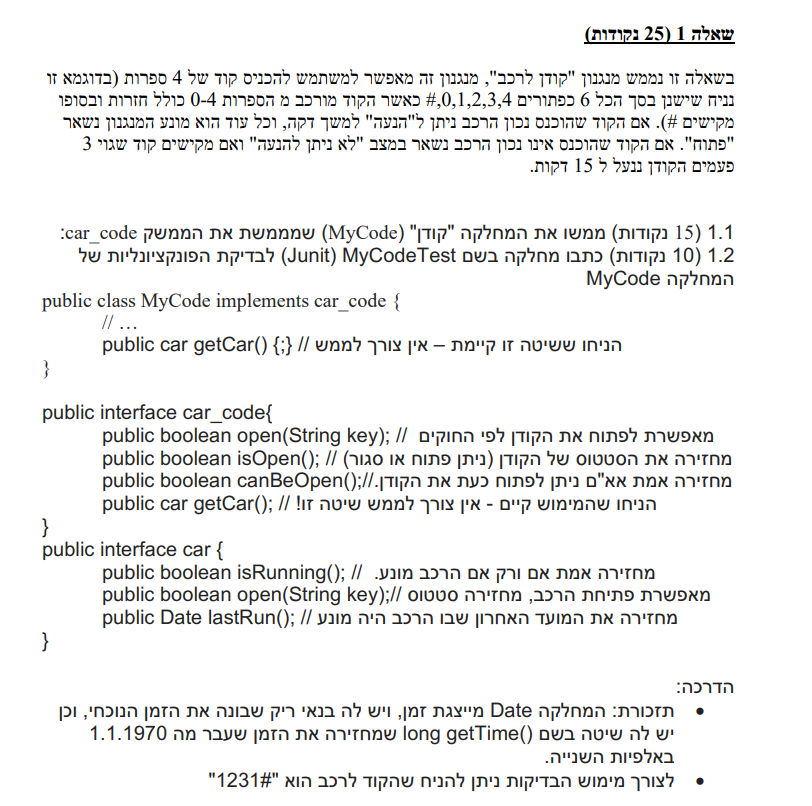 שאלה 1 (25 נקודות)
בשאלה זו נממש מנגנון "קודן לרכב", מנגנון זה מאפשר למשתמש להכניס קוד של 4 ספרות (בדוגמא זו
נניח שישנן בסך הכל 6 כפתורים 0,1,2,3,4,# כאשר הקוד מורכב מ הספרות 0-4 כולל חזרות ובסופו
מקישים #). אם הקוד שהוכנס נכון הרכב ניתן ל"הנעה" למשך דקה, וכל עוד הוא מונע המנגנון נשאר
"פתוח". אם הקוד שהוכנס אינו נכון הרכב נשאר במצב "לא ניתן להנעה" ואם מקישים קוד שגוי 3
פעמים הקודן ננעל ל 15 דקות.
1.1 (15 נקודות) ממשו את המחלקה "קודן" (MyCode) שמממשת את הממשק car_code:
1.2 (10 נקודות) כתבו מחלקה בשם MyCodeTest (Junit) לבדיקת הפונקציונליות של
המחלקה MyCode
public class MyCode implements car_code {
// …
public car getCar() {;} // הניחו ששיטה זו קיימת – אין צורך לממש
}
public interface car_code{
public boolean open(String key); // מאפשרת לפתוח את הקודן לפי החוקים
public boolean isOpen(); // מחזירה את הסטטוס של הקודן (ניתן פתוח או סגור)
public boolean canBeOpen();//.מחזירה אמת אא"ם ניתן לפתוח כעת את הקודן
public car getCar(); // הניחו שהמימוש קיים - אין צורך לממש שיטה זו!
}
public interface car {
public boolean isRunning(); // מחזירה אמת אם ורק אם הרכב מונע.
public boolean open(String key);// מאפשרת פתיחת הרכב, מחזירה סטטוס
public Date lastRun(); // מחזירה את המועד האחרון שבו הרכב היה מונע
}
הדרכה:
• תזכורת: המחלקה Date מייצגת זמן, ויש לה בנאי ריק שבונה את הזמן הנוכחי, וכן
יש לה שיטה בשם long getTime() שמחזירה את הזמן שעבר מה 1.1.1970
באלפיות השנייה.
• לצורך מימוש הבדיקות ניתן להניח שהקוד לרכב הוא "1231#"